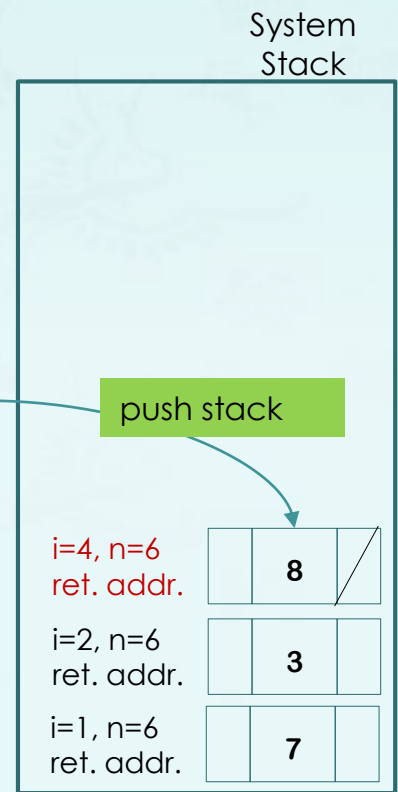 System
Stack
push stack
i=4, n=6
ret. addr.
8
i=2, n=6
ret. addr.
3
i=1, n=6
ret. addr.
7